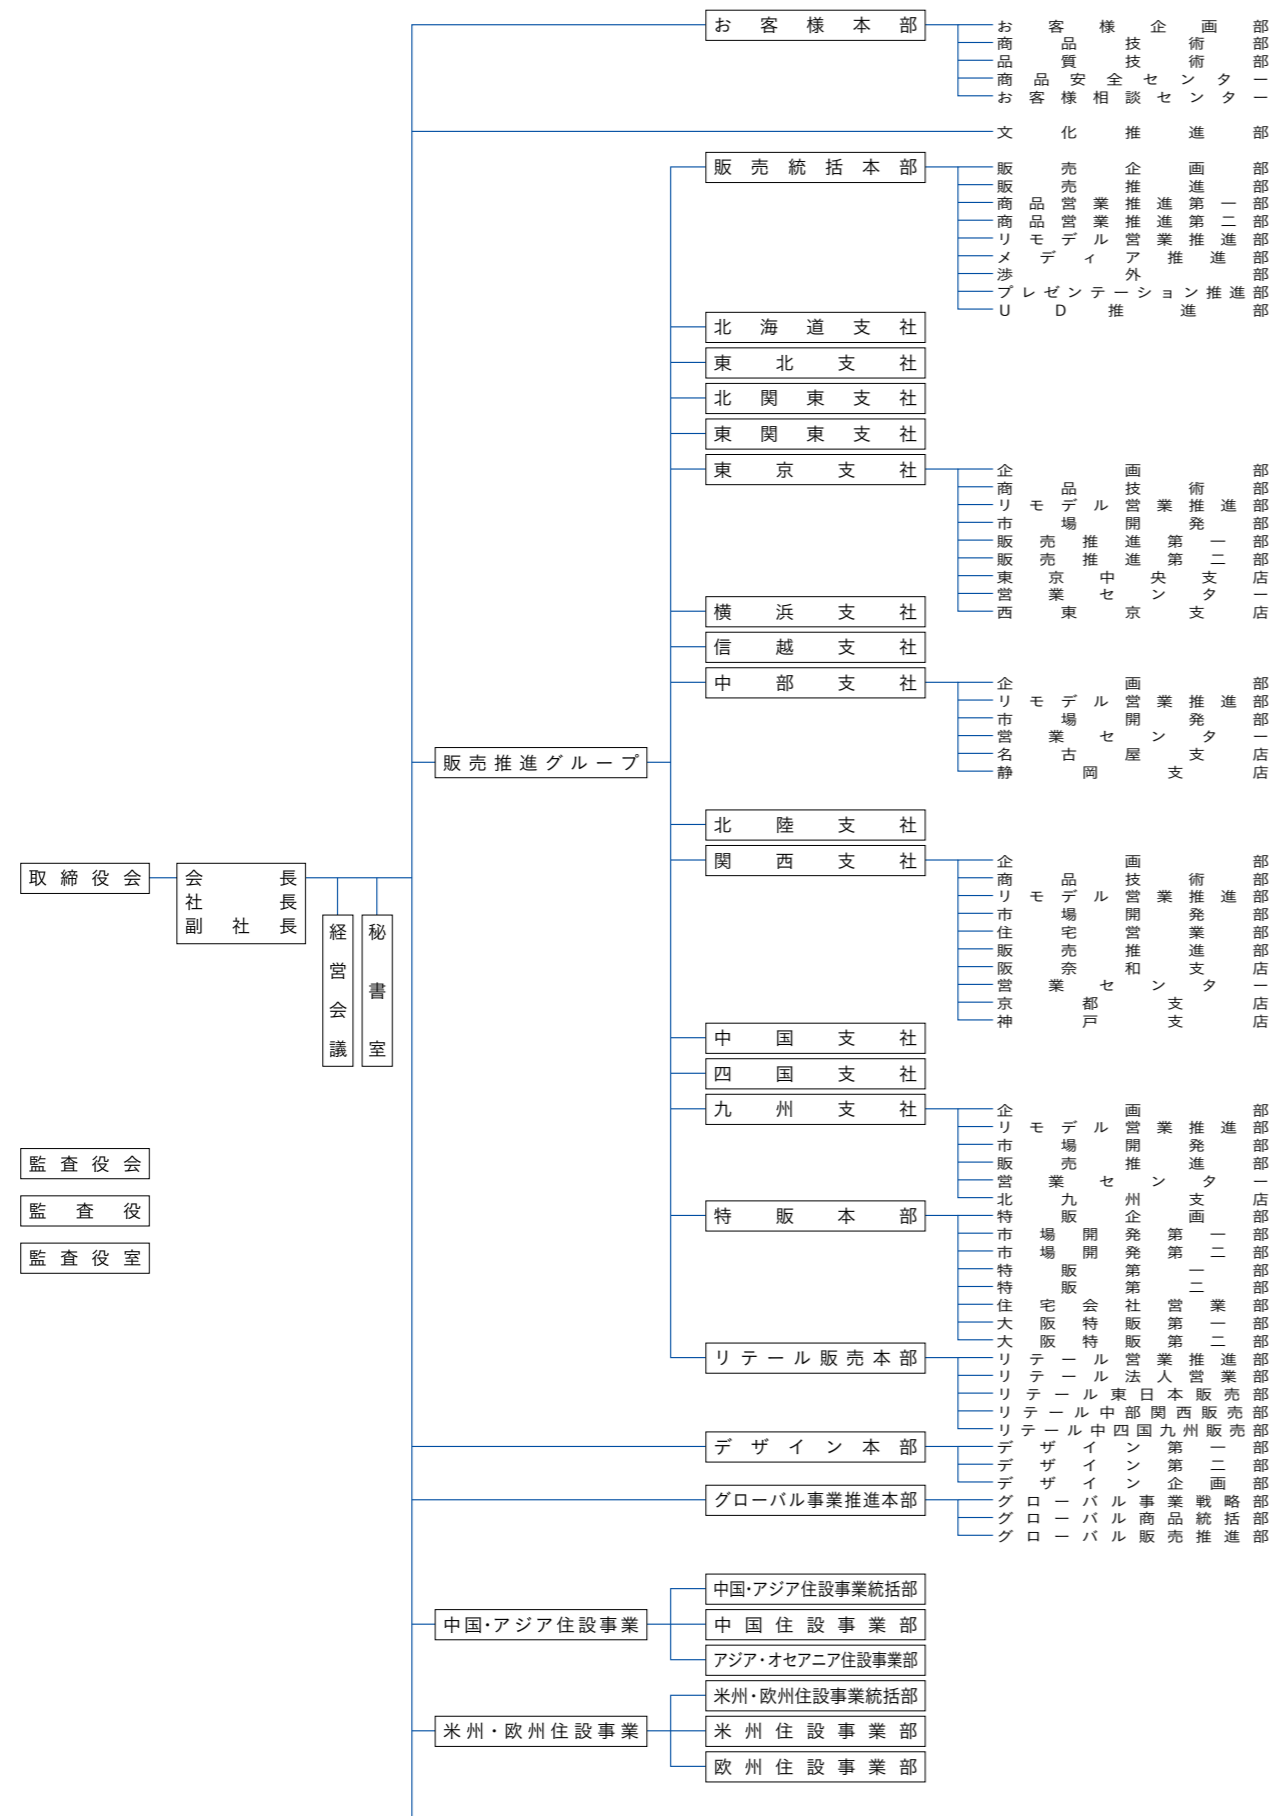 お客様本部
お客様企画部
商品技術部
品質技術部
商品安全センター
お客様相談センター
文化推進部
販売統括本部
販売企画部
販売推進部
商品営業推進第一部
商品営業推進第二部
リモデル営業推進部
メディア推進部
渉外部
プレゼンテーション推進部
UD推進部
北海道支社
東北支社
北関東支社
東関東支社
東京支社
企画部
商品技術部
リモデル営業推進部
市場開発部
販売推進第一部
販売推進第二部
東京中央支店
営業センター
西東京支店
横浜支社
信越支社
中部支社
企画部
リモデル営業推進部
市場開発部
営業センター
名古屋支店
静岡支店
販売推進グループ
北陸支社
関西支社
企画部
商品技術部
リモデル営業推進部
市場開発部
住宅営業部
販売推進部
阪奈和支店
営業センター
京都支店
神戸支店
取締役会
会長
社長
副社長
経営会議
秘書室
中国支社
四国支社
九州支社
企画部
リモデル営業推進部
市場開発部
販売推進部
営業センター
北九州支店
監査役会
監査役
監査役室
特販本部
特販企画部
市場開発第一部
市場開発第二部
特販第一部
特販第二部
住宅会社営業部
大阪特販第一部
大阪特販第二部
リテール販売本部
リテール営業推進部
リテール法人営業部
リテール東日本販売部
リテール中部関西販売部
リテール中四国九州販売部
デザイン本部
デザイン第一部
デザイン第二部
デザイン企画部
グローバル事業推進本部
グローバル事業戦略部
グローバル商品統括部
グローバル販売推進部
中国・アジア住設事業
中国・アジア住設事業統括部
中国住設事業部
アジア・オセアニア住設事業部
米州・欧州住設事業
米州・欧州住設事業統括部
米州住設事業部
欧州住設事業部